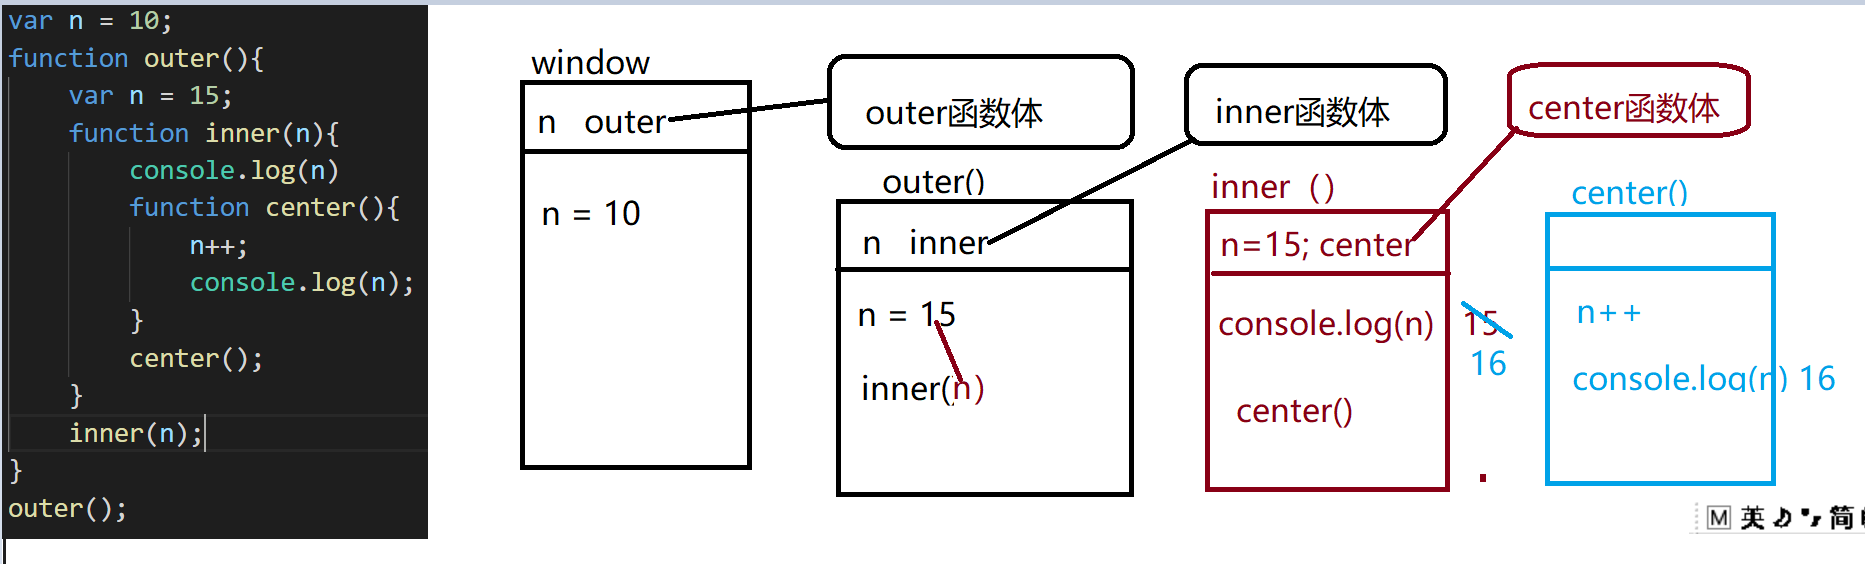 var n = 10;
function outer(){
var n = 15;
function inner(n){
console.log(n)
function center(){
n++;
console.log(n);
}
center();
}
inner(n);
}
outer();
window
n outer
n = 10
outer函数体
outer()
n inner
n = 15
inner(n)
inner函数体
inner（）
n=15; center
console.log(n) 15
16
center()
center函数体
center()
n++
console.log(n) 16
M 英 简